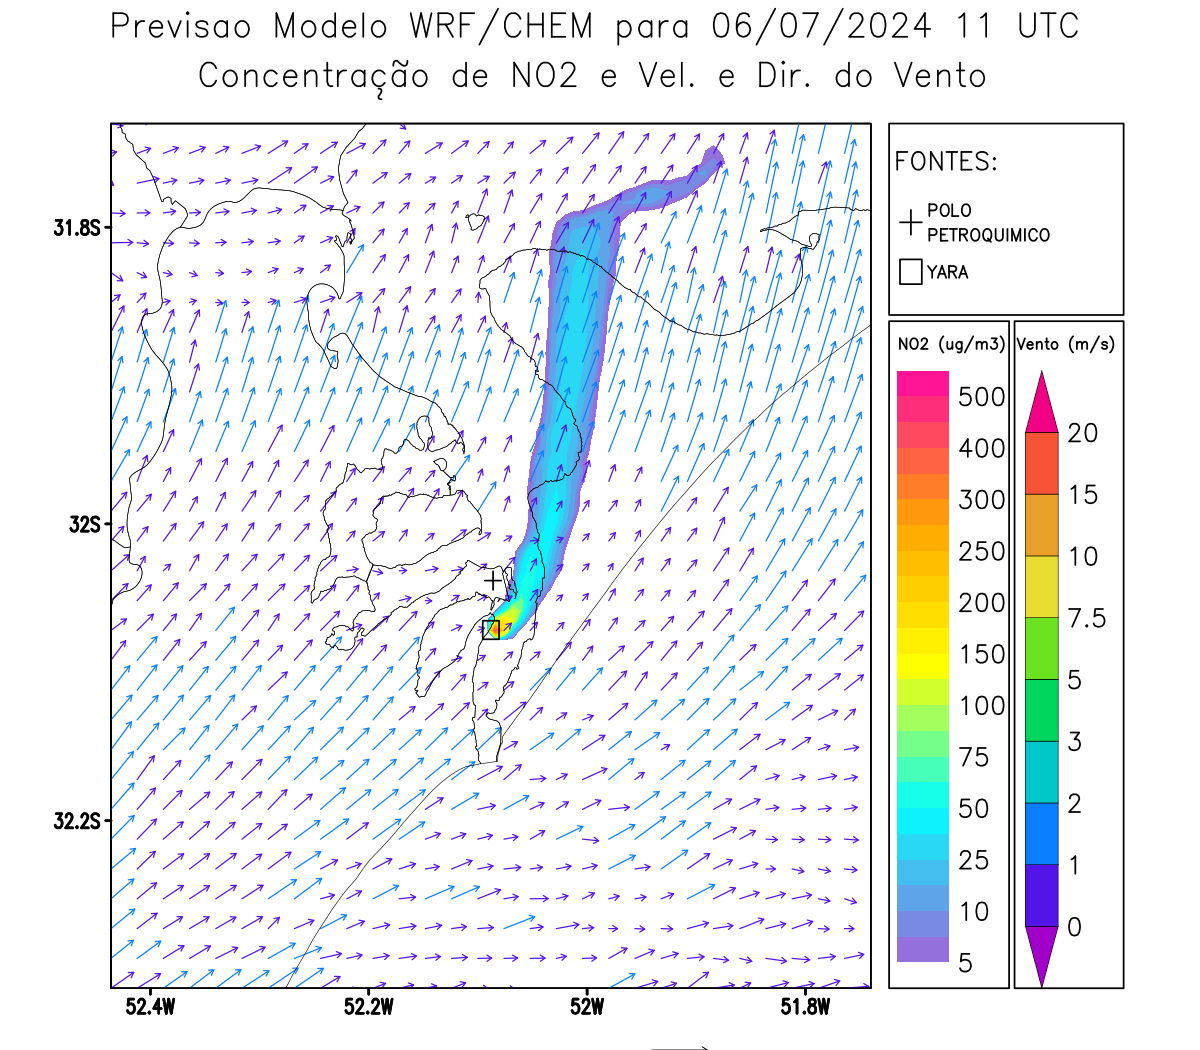 Previsao Modelo WRF/CHEM para 06/07/2024 11 UTC
Concentração de NO2 e Vel. e Dir. do Vento
FONTES:
POLO
PETROQUIMICO
YARA
NO2 (ug/m3)
500
400
300
250
200
150
100
75
50
25
10
5
Vento (m/s)
20
15
10
7.5
5
3
2
1
0
31.8S
32S
32.2S
52.4W
52.2W
52W
51.8W